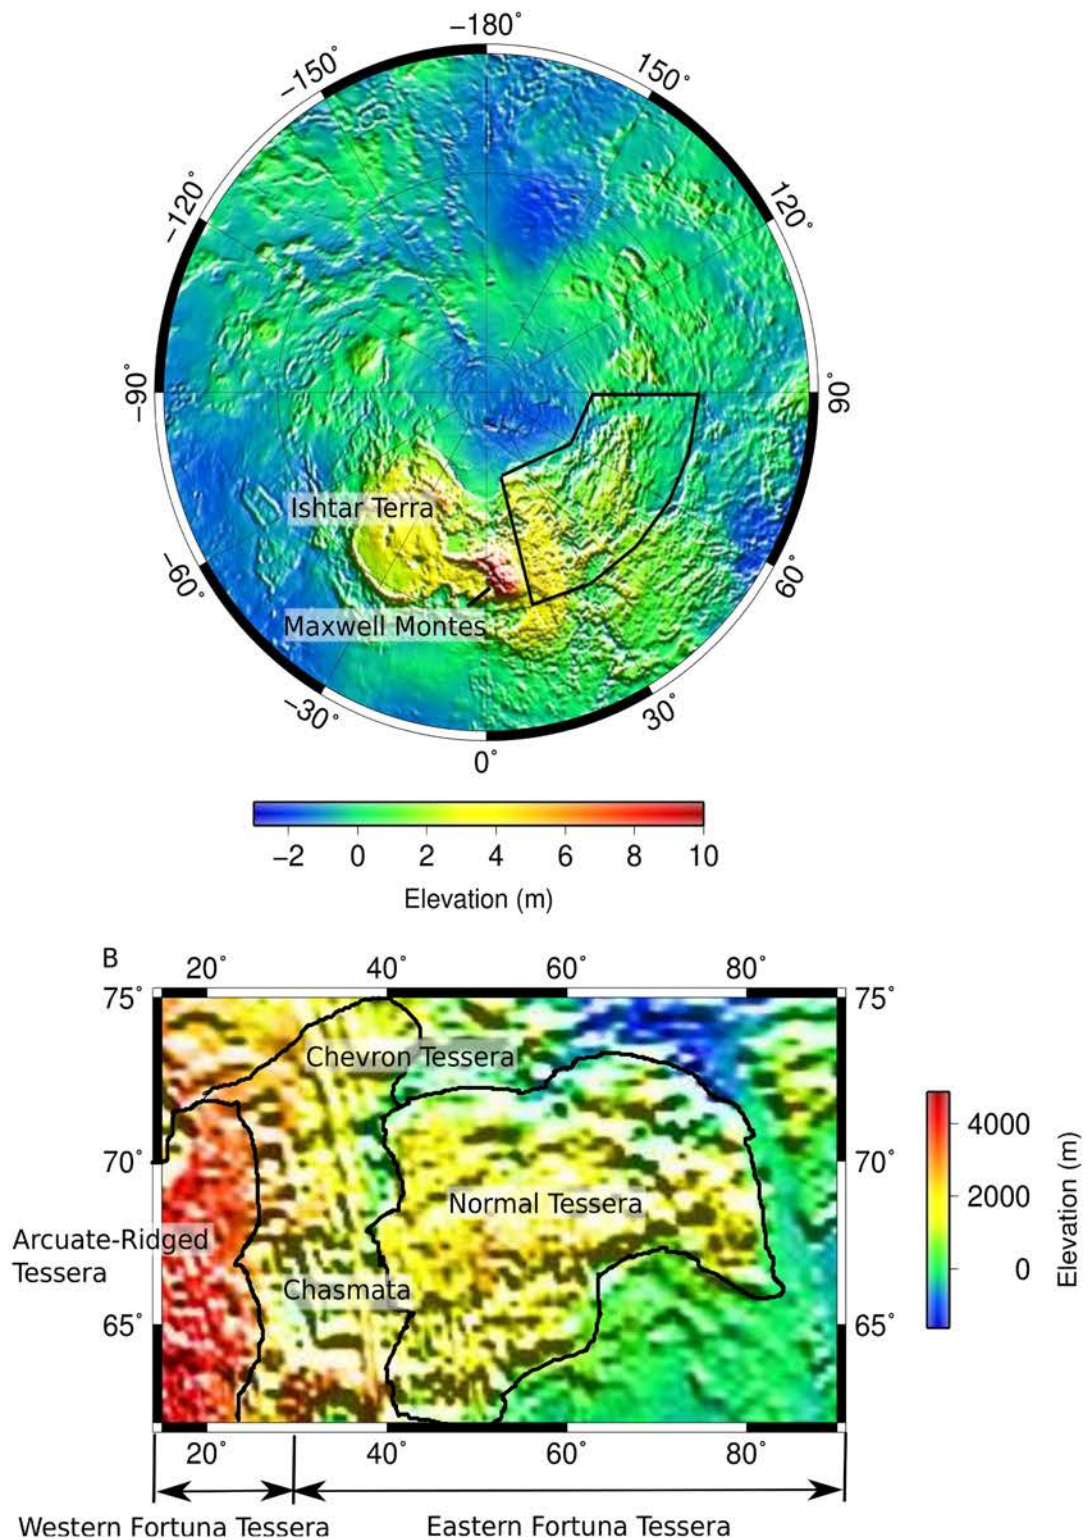 -180°
-150° 150°
-120° 120°
-90° 90°
Ishtar Terra
-60° 60°
Maxwell Montes
-30° 30°
0°
-2 0 2 4 6 8 10
Elevation (m)
B
20° 40° 60° 80°
75° 75°
Chevron Tessera
4000
70° 70°
Normal Tessera
2000
Elevation (m)
Arcuate-Ridged
Tessera
0
Chasmata
65° 65°
20° 40° 60° 80°
Western Fortuna Tessera Eastern Fortuna Tessera